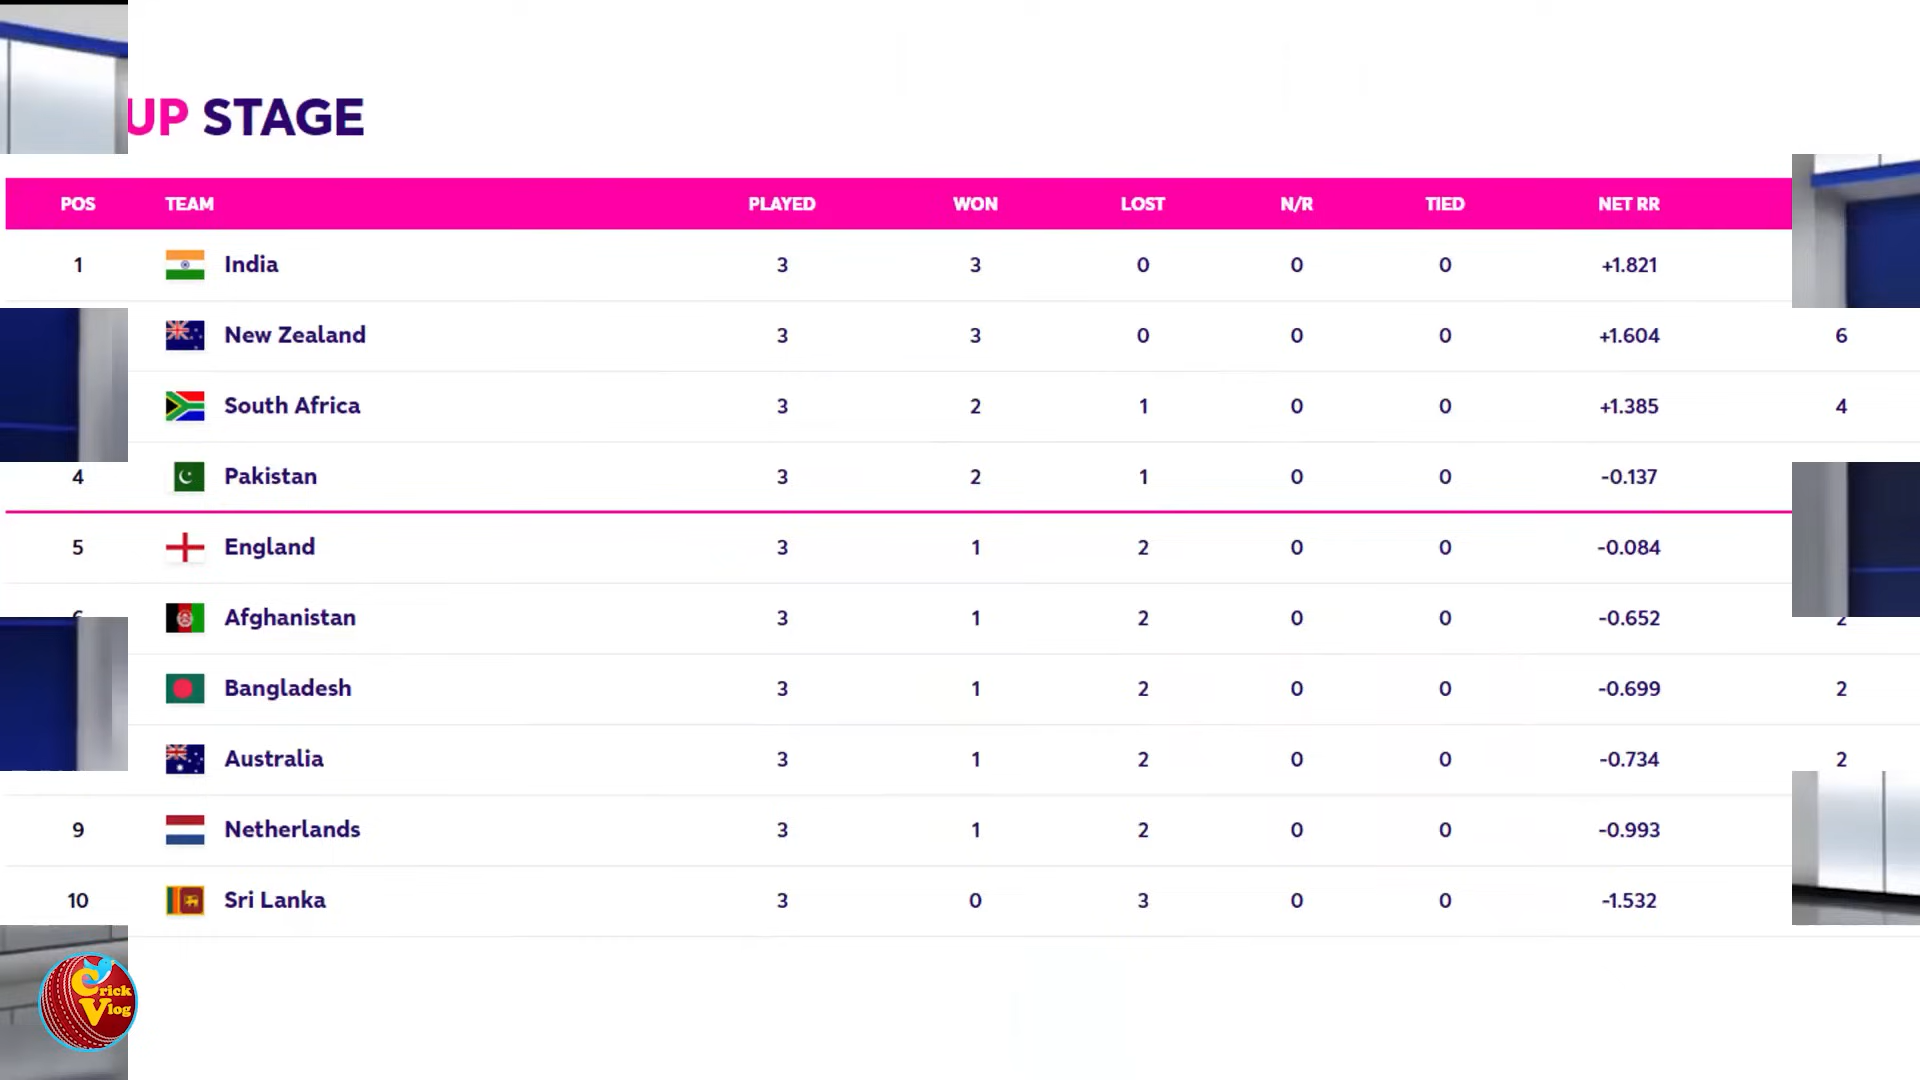 UP STAGE
POS TEAM PLAYED WON LOST N/R TIED NET RR
1 India 3 3 0 0 0 +1.821
New Zealand 3 3 0 0 0 +1.604 6
South Africa 3 2 1 0 0 +1.385 4
4 Pakistan 3 2 1 0 0 -0.137
5 England 3 1 2 0 0 -0.084
Afghanistan 3 1 2 0 0 -0.652
Bangladesh 3 1 2 0 0 -0.699 2
Australia 3 1 2 0 0 -0.734 2
9 Netherlands 3 1 2 0 0 -0.993
10 Sri Lanka 3 0 3 0 0 -1.532
Crick
Vlog